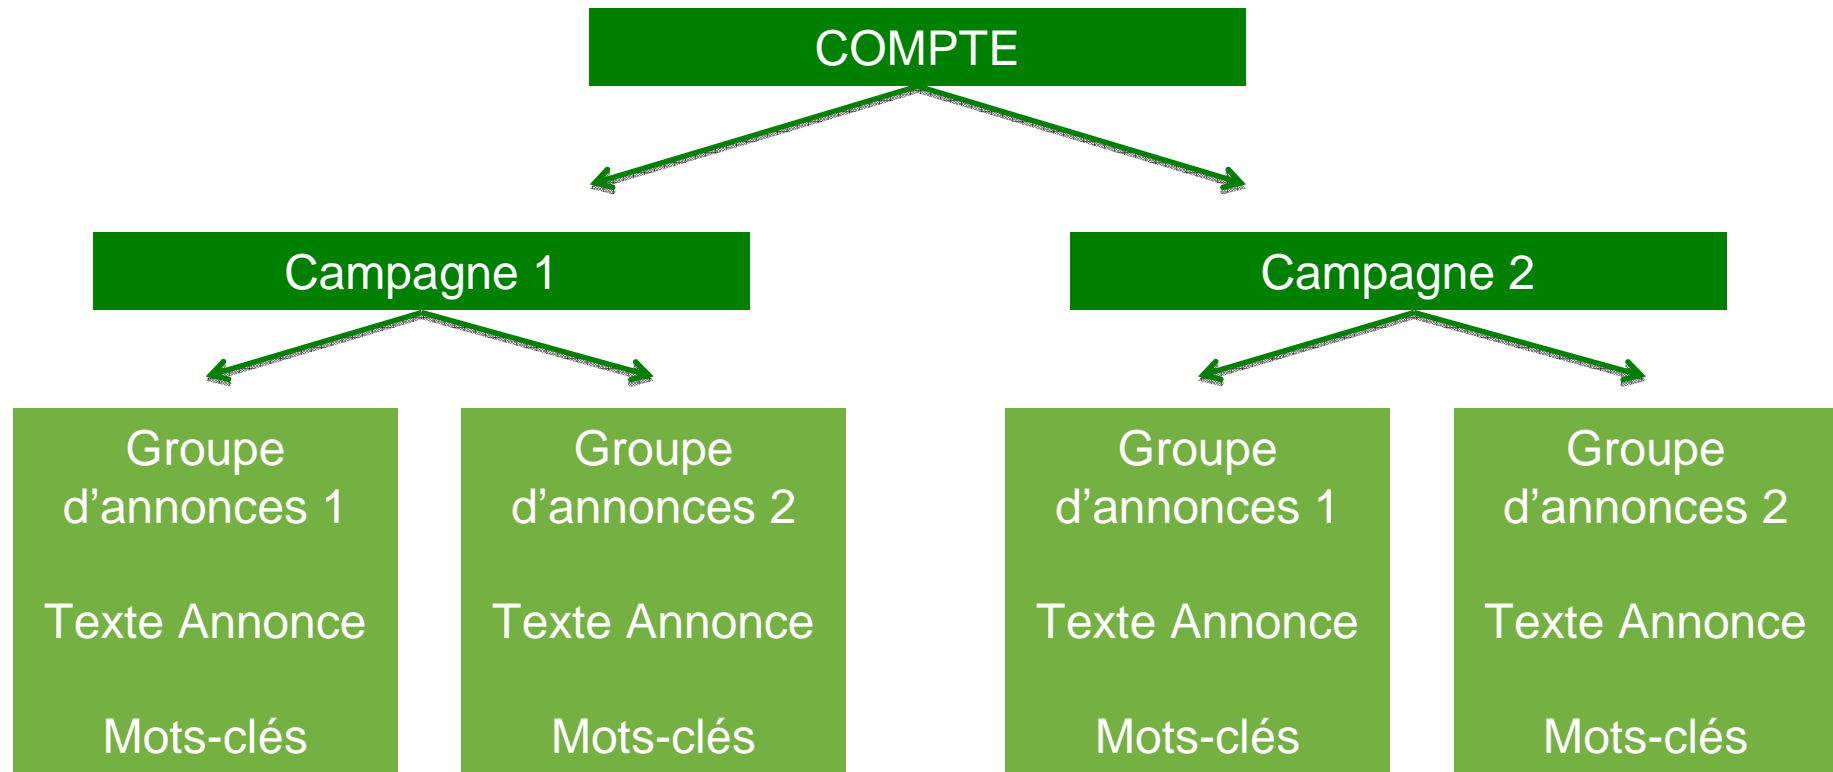 COMPTE
Campagne 1
Campagne 2
Groupe
d’annonces 1
Texte Annonce
Mots-clés
Groupe
d’annonces 2
Texte Annonce
Mots-clés
Groupe
d’annonces 1
Texte Annonce
Mots-clés
Groupe
d’annonces 2
Texte Annonce
Mots-clés